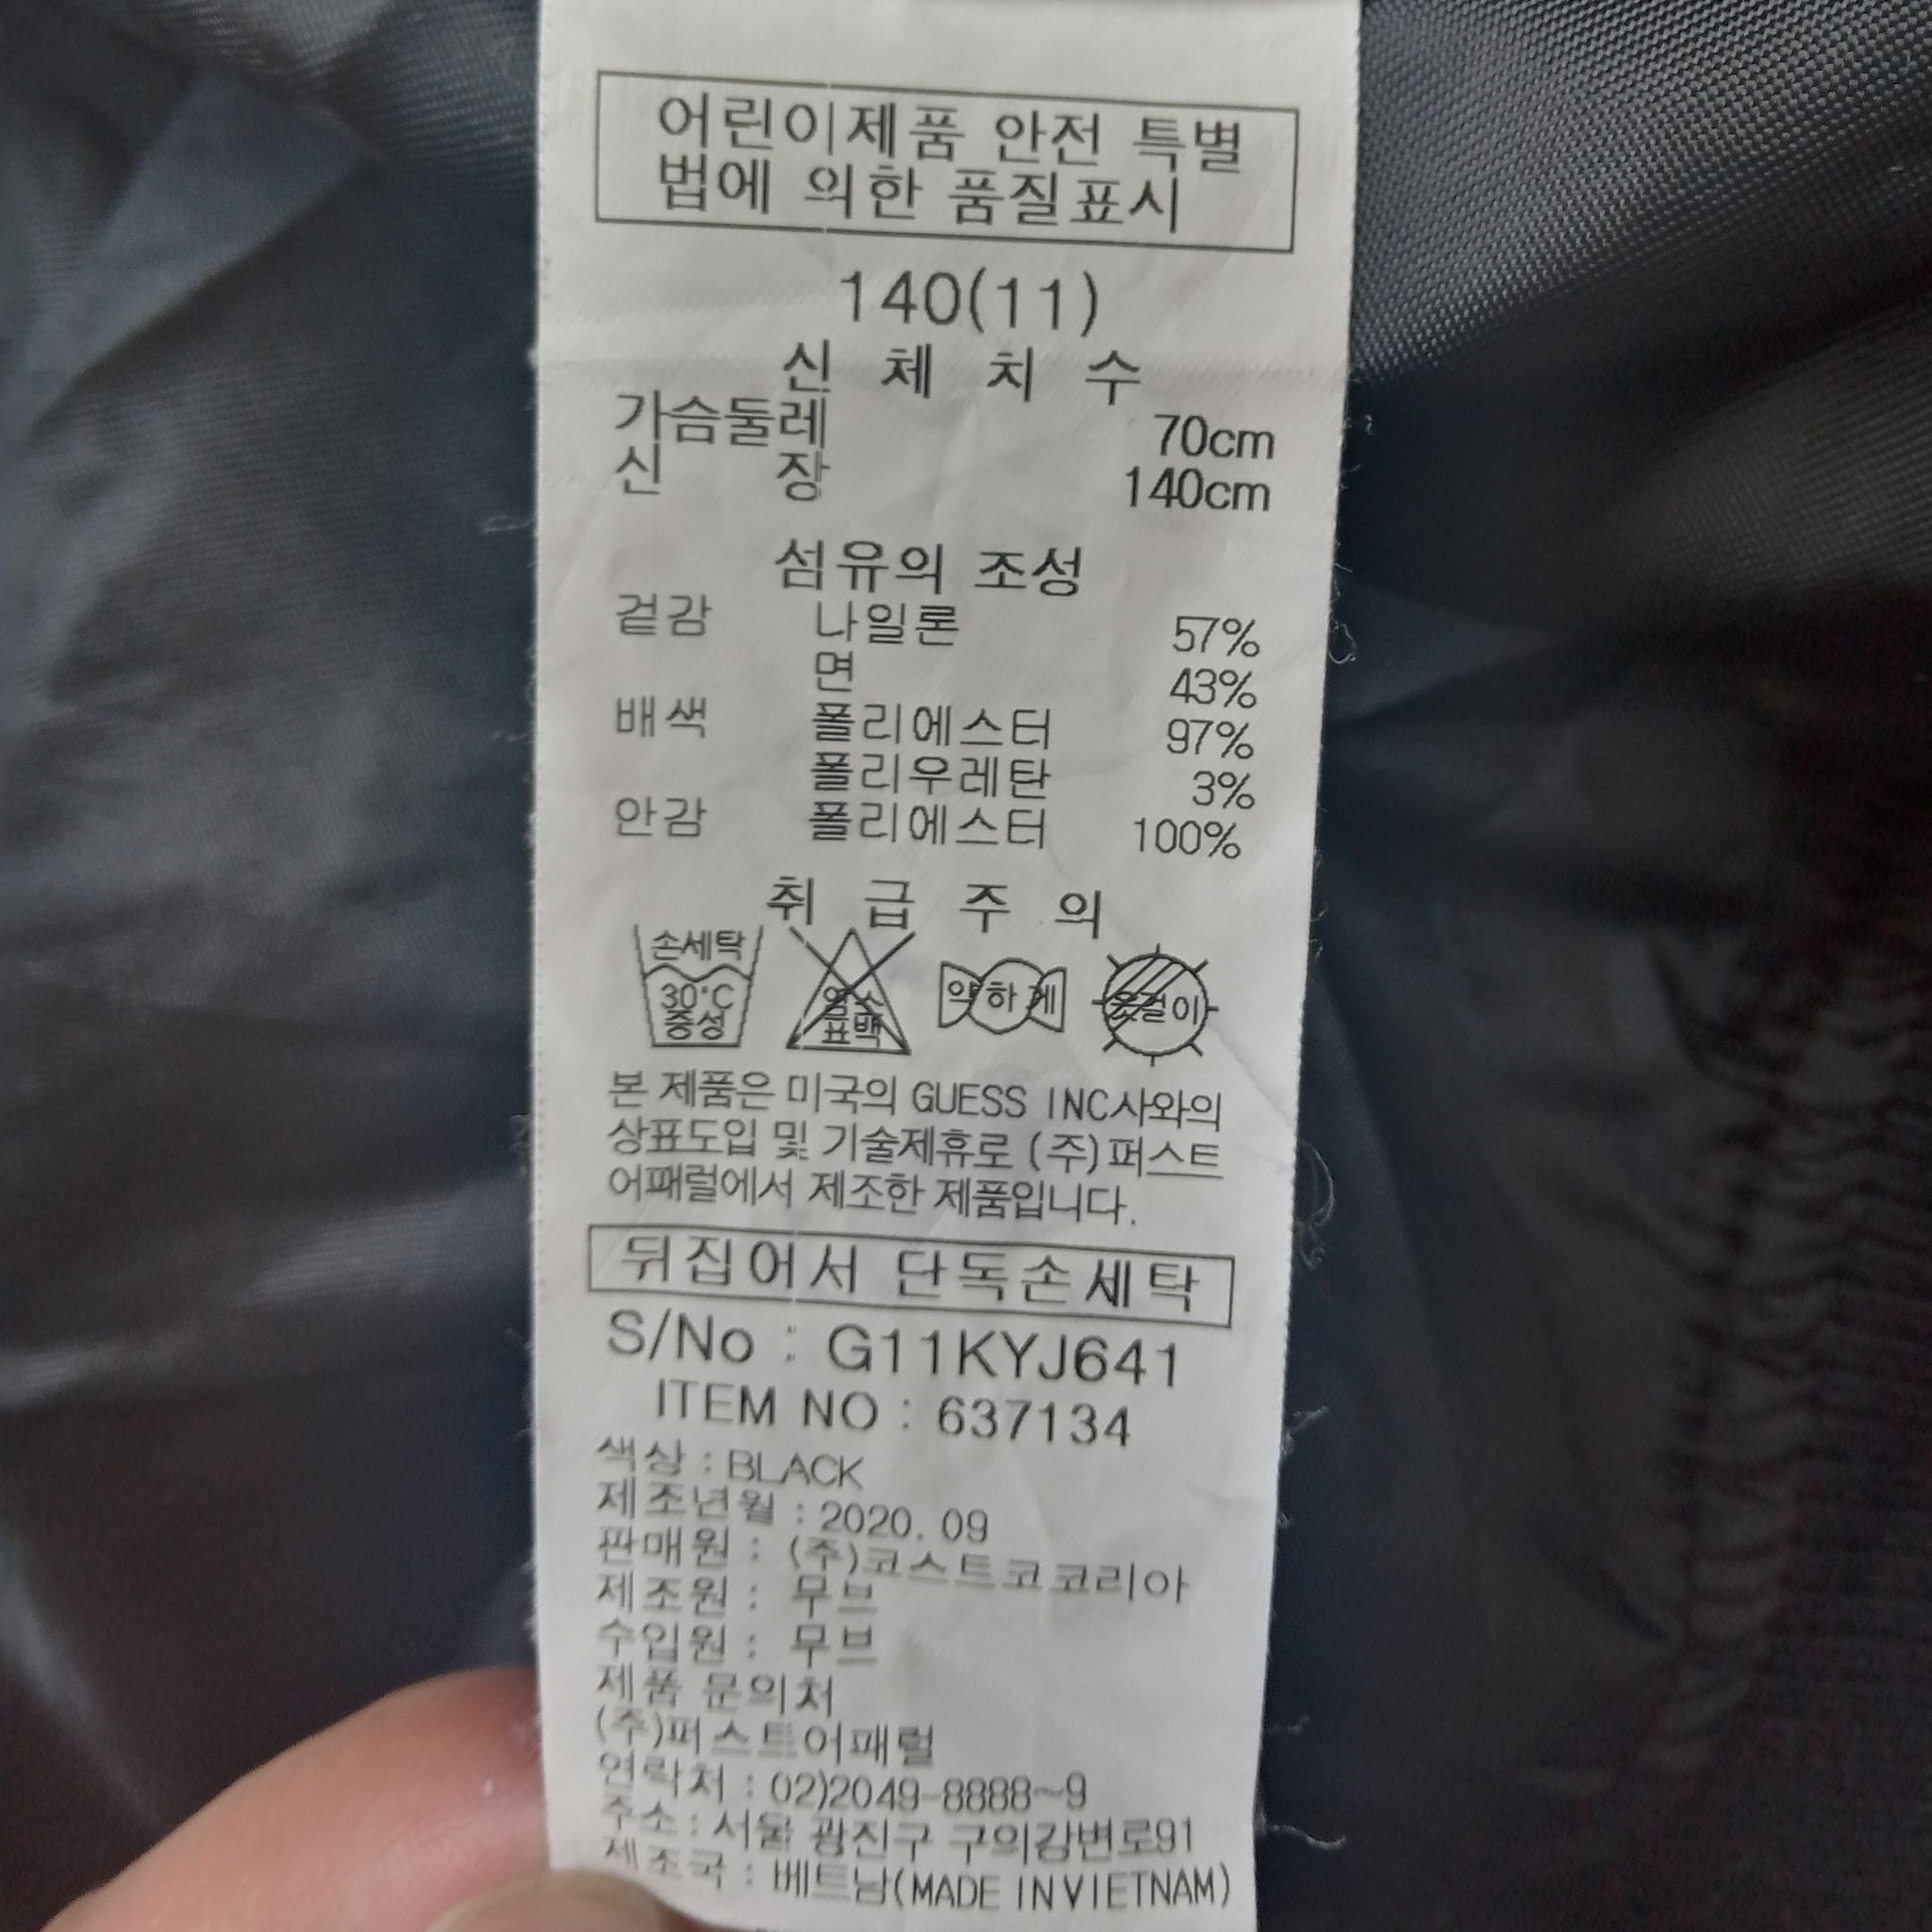 어린이제품 안전 특별
법에 의한 품질표시
140(11)
신 체 치 수
가슴둘레 70cm
신 장 140cm
섬유의 조성
겉감 나일론 57%
면 43%
배색 폴리에스터 97%
폴리우레탄 3%
안감 폴리에스터 100%
취 급 주 의
손세탁 30°C 중성
염소 표백
약하게
옷걸이
본 제품은 미국의 GUESS INC사와의
상표도입 및 기술제휴로 (주)퍼스트
어패럴에서 제조한 제품입니다.
뒤집어서 단독손세탁
S/No : G11KYJ641
ITEM NO : 637134
색상 : BLACK
제조년월 : 2020. 09
판매원 : (주)코스트코코리아
제조원 : 무브
수입원 : 무브
제품 문의처
(주)퍼스트어패럴
연락처 : 02)2049-8888~9
주소 : 서울 광진구 구의강변로91
제조국 : 베트남(MADE IN VIETNAM)